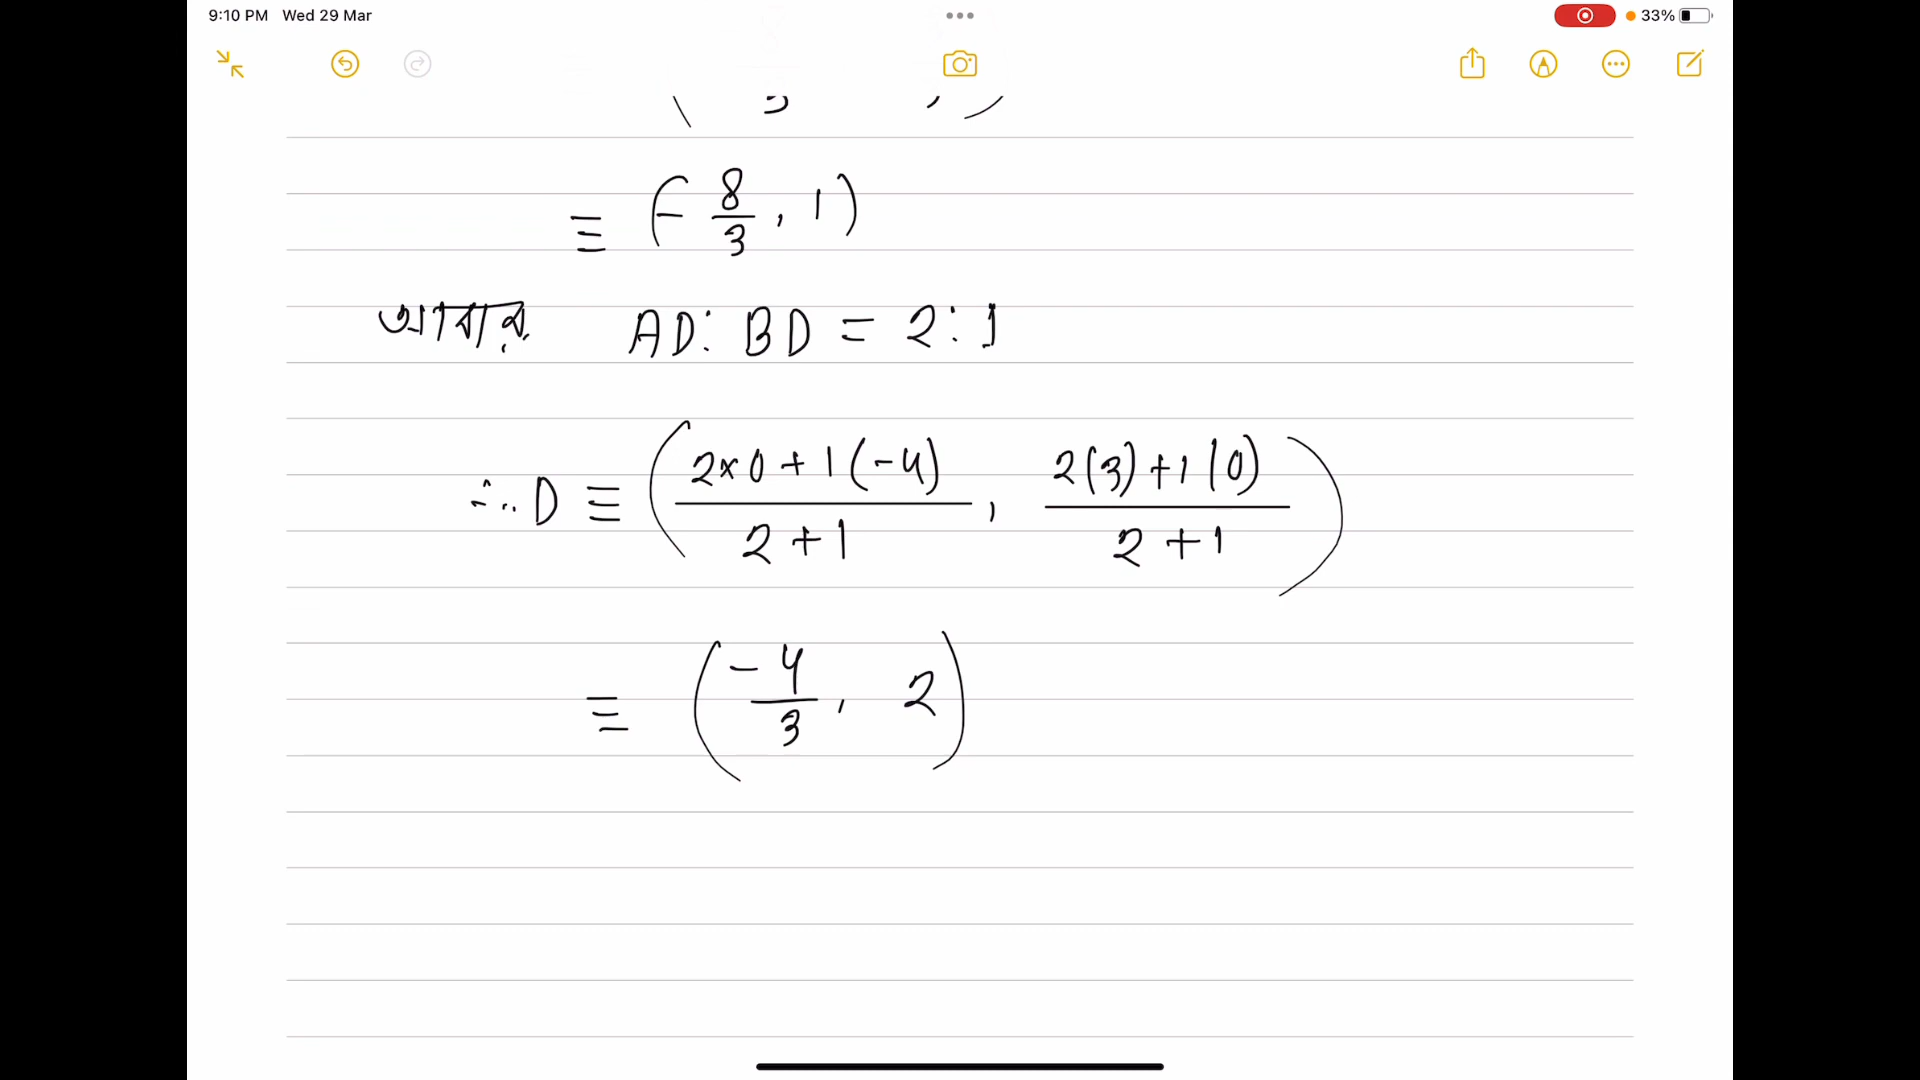 9:10 PM Wed 29 Mar
33%
≡ (- 8/3, 1)
আবার, AD: BD = 2:1
∴ D ≡ ( (2×0+1(-4))/(2+1), (2(3)+1(0))/(2+1) )
≡ ( -4/3, 2 )